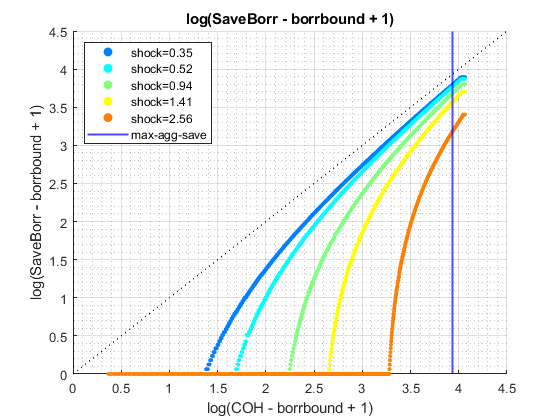 log(SaveBorr - borrbound + 1)
4.5
4
3.5
3
2.5
2
1.5
1
0.5
0
log(SaveBorr - borrbound + 1)
shock=0.35
shock=0.52
shock=0.94
shock=1.41
shock=2.56
max-agg-save
0 0.5 1 1.5 2 2.5 3 3.5 4 4.5
log(COH - borrbound + 1)